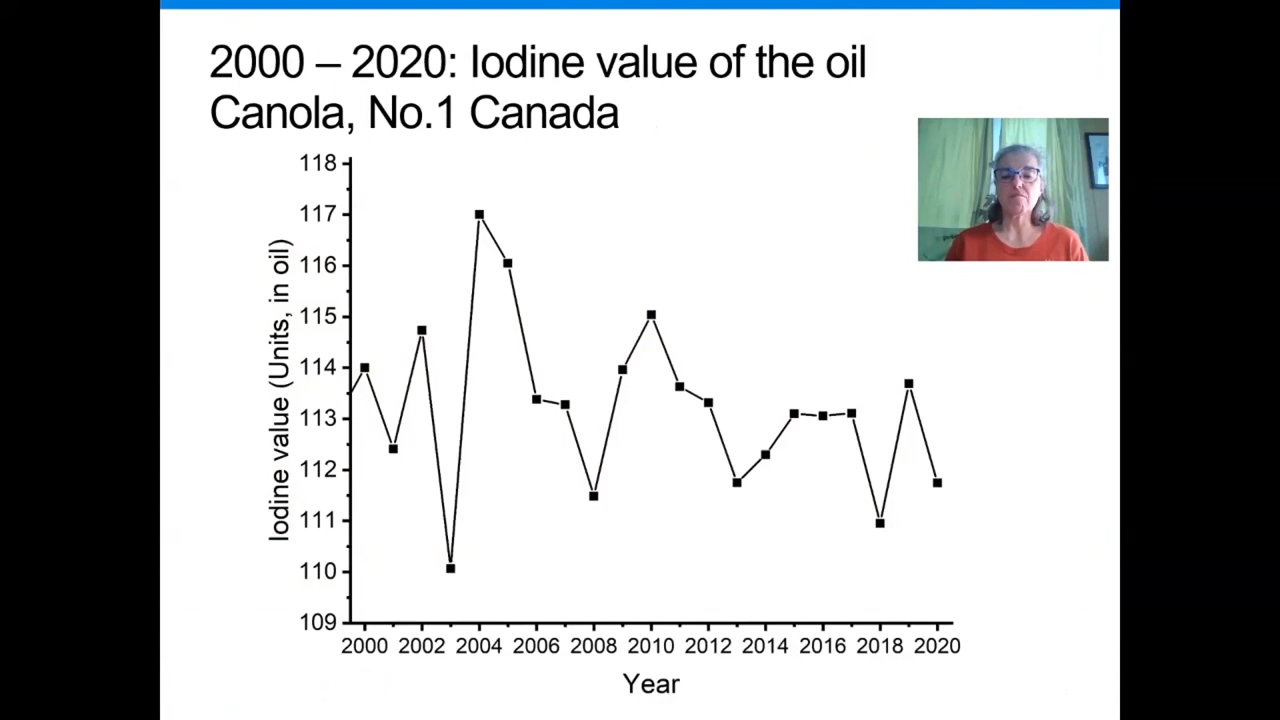 2000 – 2020: Iodine value of the oil
Canola, No.1 Canada
118
117
116
115
114
113
112
111
110
109
Iodine value (Units, in oil)
2000 2002 2004 2006 2008 2010 2012 2014 2016 2018 2020
Year